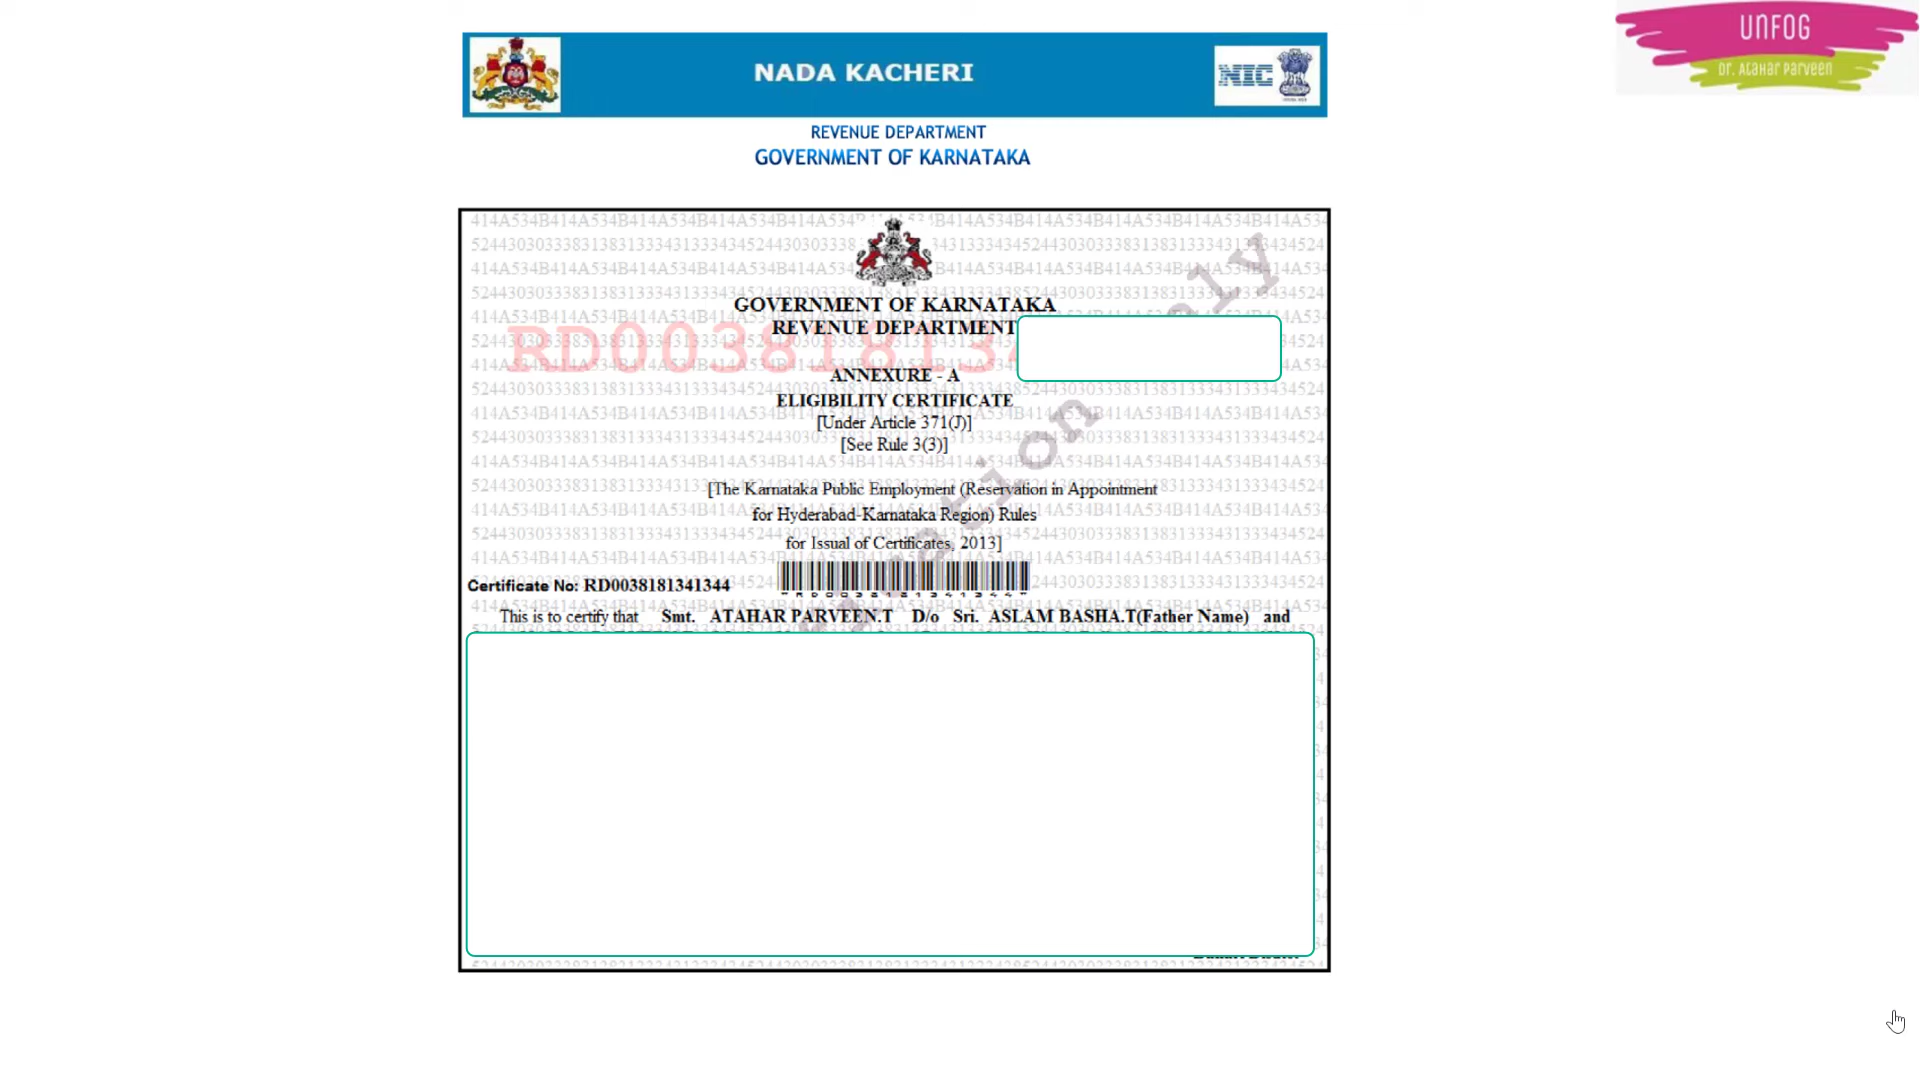 UNFOG
Dr. Atahar Parveen
NADA KACHERI
NIC
REVENUE DEPARTMENT
GOVERNMENT OF KARNATAKA
GOVERNMENT OF KARNATAKA
REVENUE DEPARTMENT
RD00381813
ANNEXURE - A
ELIGIBILITY CERTIFICATE
[Under Article 371(J)]
[See Rule 3(3)]
[The Karnataka Public Employment (Reservation in Appointment
for Hyderabad-Karnataka Region) Rules
for Issual of Certificates, 2013]
Certificate No: RD0038181341344
This is to certify that Smt. ATAHAR PARVEEN.T D/o Sri. ASLAM BASHA.T(Father Name) and